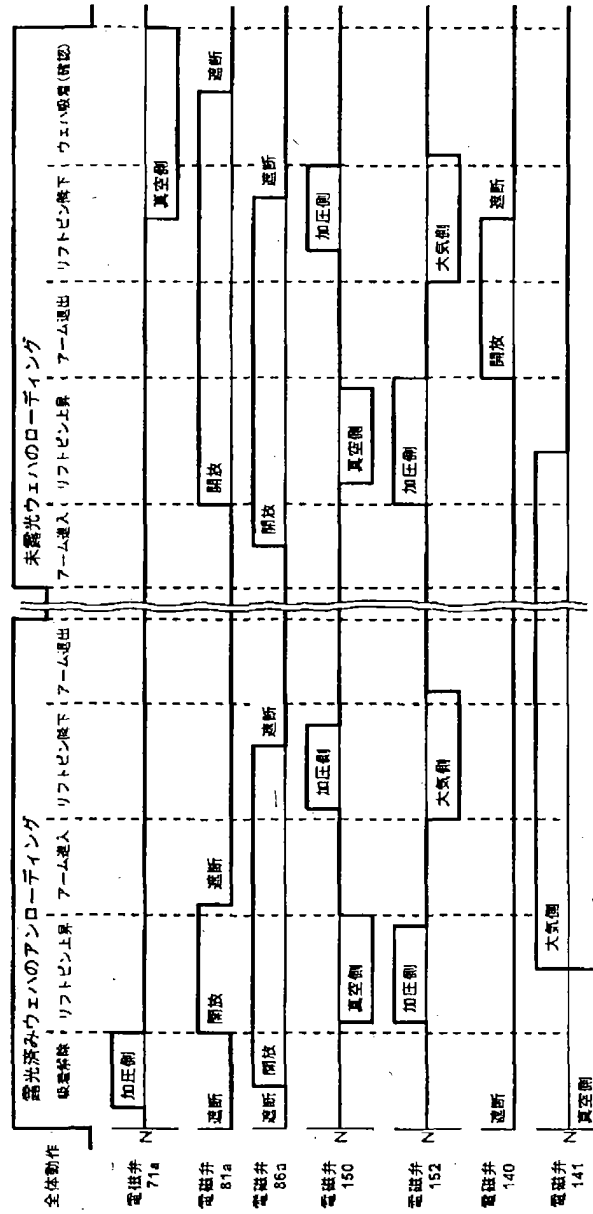 全体動作
露光済みウェハのアンローディング
未露光ウェハのローディング
吸着解除
リフトピン上昇
アーム進入
リフトピン降下
アーム退出
アーム進入
リフトピン上昇
アーム退出
リフトピン降下
ウェハ吸着(確認)
電磁弁
71a
N
加圧側
真空側
電磁弁
81a
遮断
開放
遮断
開放
遮断
電磁弁
86a
遮断
開放
遮断
開放
遮断
電磁弁
150
N
真空側
加圧側
真空側
加圧側
電磁弁
152
N
加圧側
大気側
加圧側
大気側
電磁弁
140
遮断
開放
遮断
電磁弁
141
N
真空側
大気側